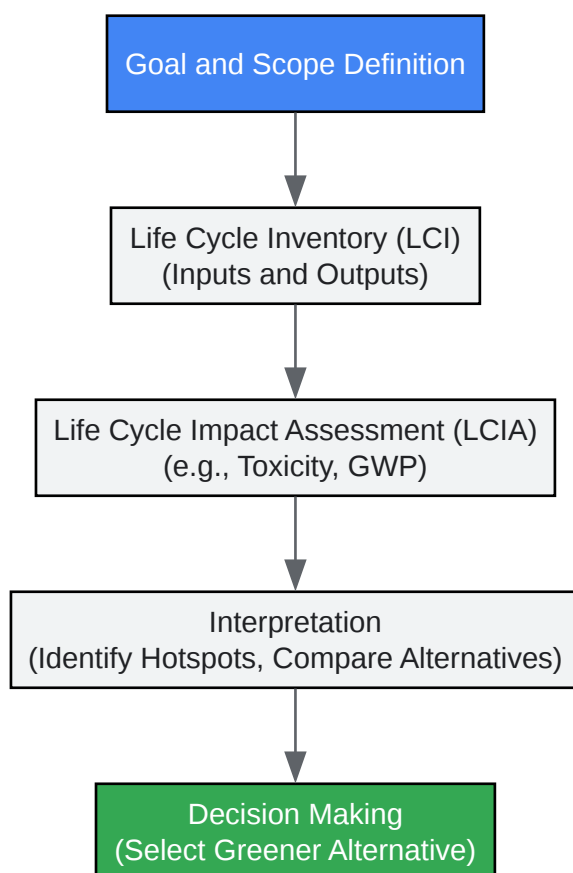 Goal and Scope Definition
Life Cycle Inventory (LCI)
(Inputs and Outputs)
Life Cycle Impact Assessment (LCIA)
(e.g., Toxicity, GWP)
Interpretation
(Identify Hotspots, Compare Alternatives)
Decision Making
(Select Greener Alternative)